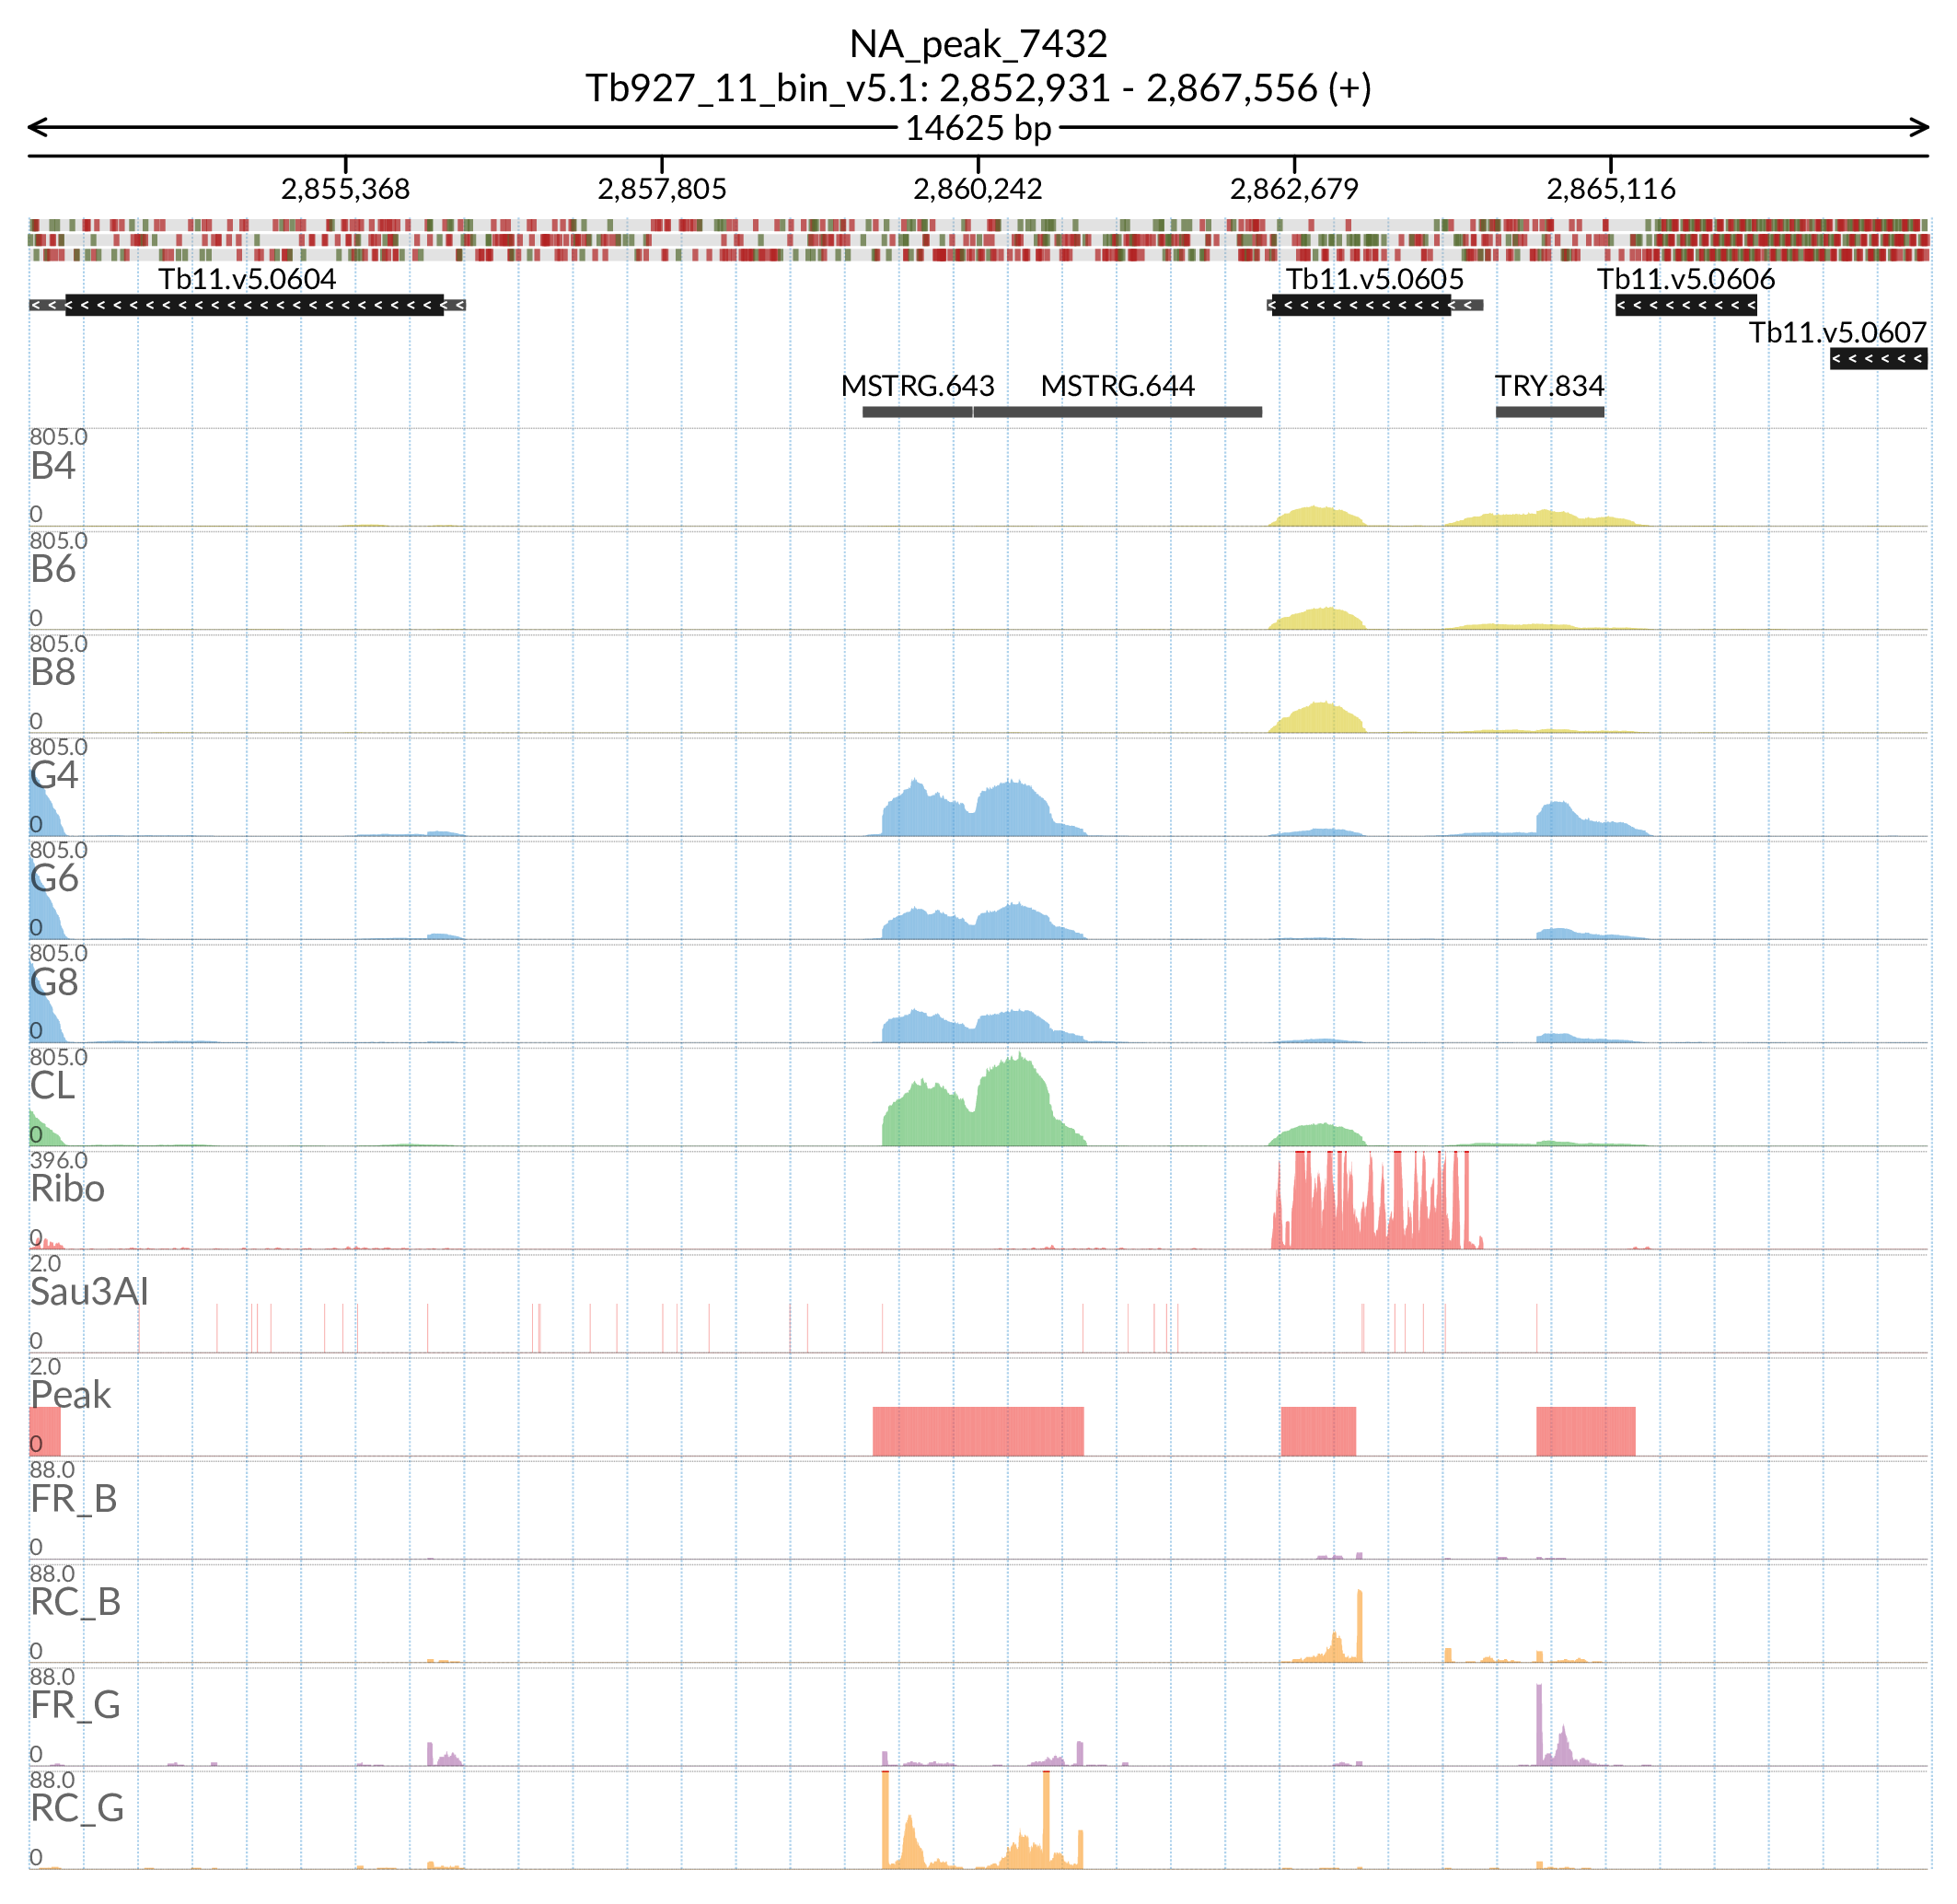 NA_peak_7432
Tb927_11_bin_v5.1: 2,852,931 - 2,867,556 (+)
14625 bp
2,855,368 2,857,805 2,860,242 2,862,679 2,865,116
Tb11.v5.0604 Tb11.v5.0605 Tb11.v5.0606
Tb11.v5.0607
MSTRG.643 MSTRG.644 TRY.834
805.0
B4
0
805.0
B6
0
805.0
B8
0
805.0
G4
0
805.0
G6
0
805.0
G8
0
805.0
CL
0
396.0
Ribo
0
2.0
Sau3AI
0
2.0
Peak
0
88.0
FR_B
0
88.0
RC_B
0
88.0
FR_G
0
88.0
RC_G
0